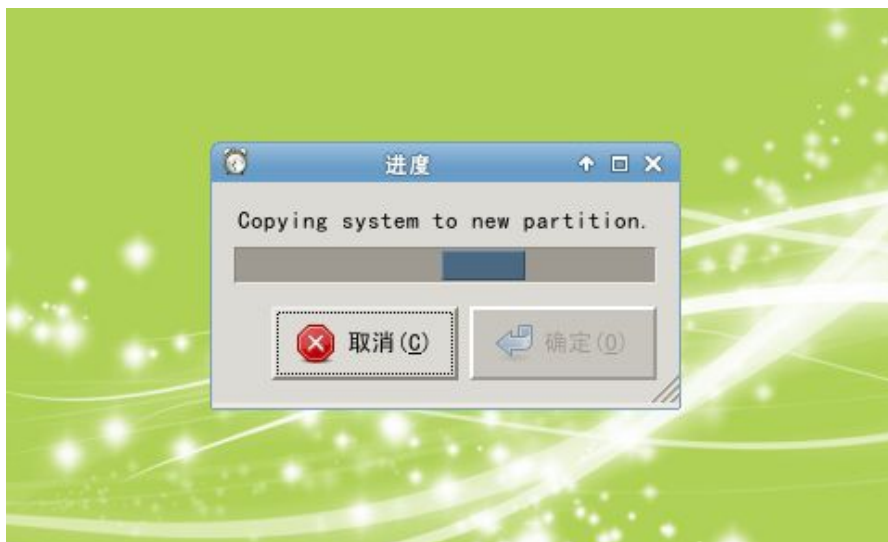 进度
Copying system to new partition.
取消(C)
确定(O)